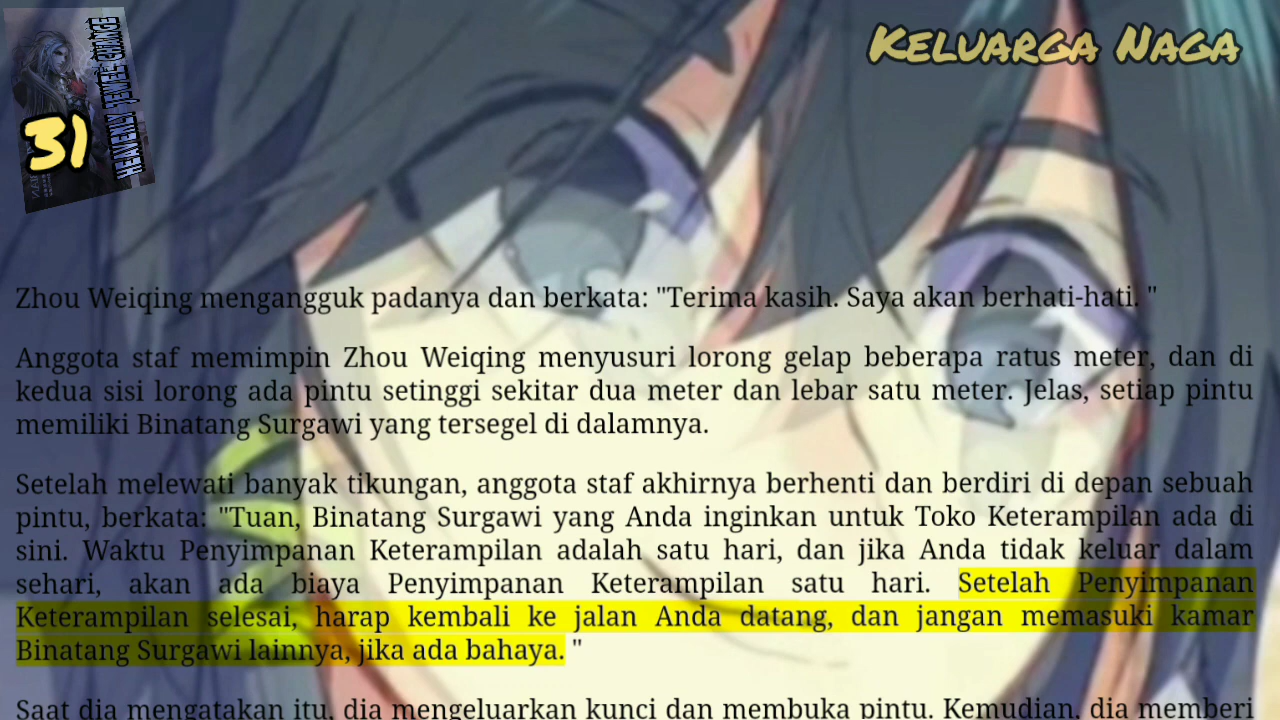 Keluarga Naga
HEAVENLY JEWEL CHANGE
31
Zhou Weiqing mengangguk padanya dan berkata: "Terima kasih. Saya akan berhati-hati. "
Anggota staf memimpin Zhou Weiqing menyusuri lorong gelap beberapa ratus meter, dan di
kedua sisi lorong ada pintu setinggi sekitar dua meter dan lebar satu meter. Jelas, setiap pintu
memiliki Binatang Surgawi yang tersegel di dalamnya.
Setelah melewati banyak tikungan, anggota staf akhirnya berhenti dan berdiri di depan sebuah
pintu, berkata: "Tuan, Binatang Surgawi yang Anda inginkan untuk Toko Keterampilan ada di
sini. Waktu Penyimpanan Keterampilan adalah satu hari, dan jika Anda tidak keluar dalam
sehari, akan ada biaya Penyimpanan Keterampilan satu hari. Setelah Penyimpanan
Keterampilan selesai, harap kembali ke jalan Anda datang, dan jangan memasuki kamar
Binatang Surgawi lainnya, jika ada bahaya. "
Saat dia mengatakan itu, dia mengeluarkan kunci dan membuka pintu. Kemudian, dia memberi